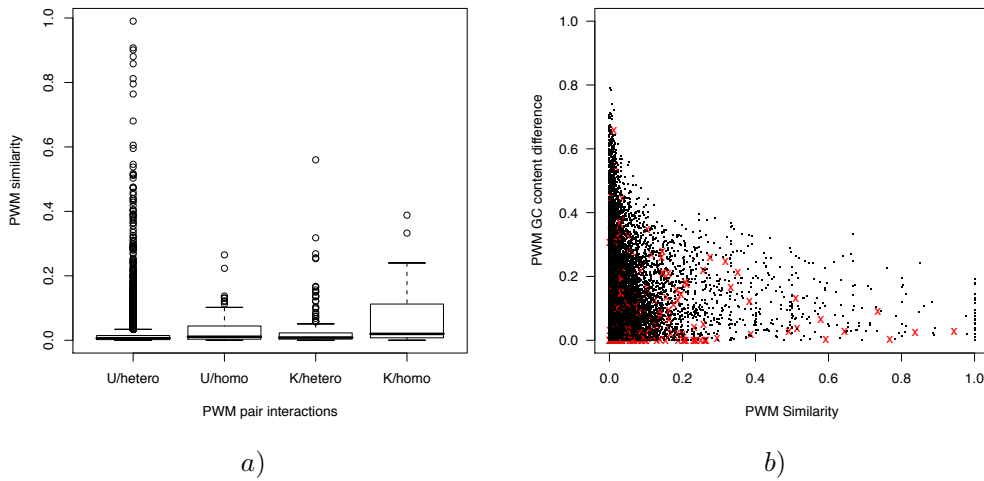 PWM similarity
1.0
0.8
0.6
0.4
0.2
0.0
U/hetero U/homo K/hetero K/homo
PWM pair interactions
a)
PWM GC content difference
1.0
0.8
0.6
0.4
0.2
0.0
0.0 0.2 0.4 0.6 0.8 1.0
PWM Similarity
b)